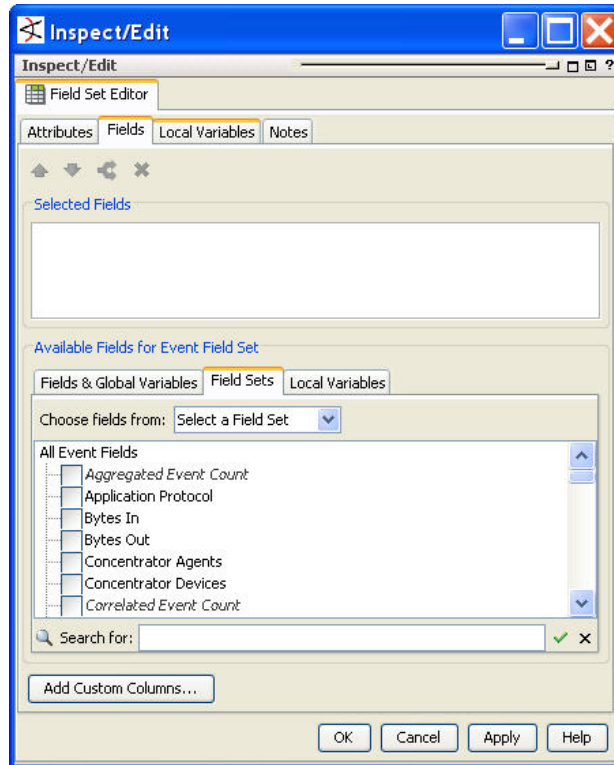 Inspect/Edit
Inspect/Edit
Field Set Editor
Attributes Fields Local Variables Notes
Selected Fields
Available Fields for Event Field Set
Fields & Global Variables Field Sets Local Variables
Choose fields from: Select a Field Set
All Event Fields
Aggregated Event Count
Application Protocol
Bytes In
Bytes Out
Concentrator Agents
Concentrator Devices
Correlated Event Count
Search for:
Add Custom Columns...
OK Cancel Apply Help